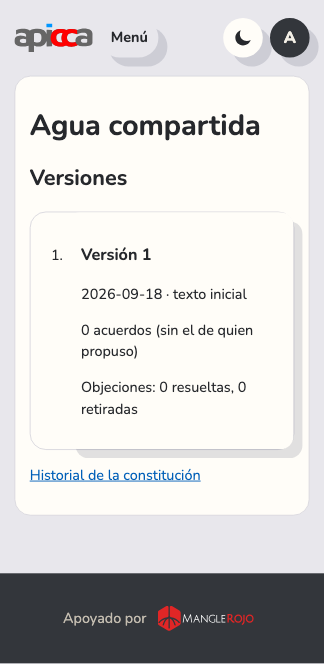 apicca
Menú
A
Agua compartida
Versiones
1. Versión 1
2026-09-18 · texto inicial
0 acuerdos (sin el de quien
propuso)
Objeciones: 0 resueltas, 0
retiradas
Historial de la constitución
Apoyado por MANGLEROJO